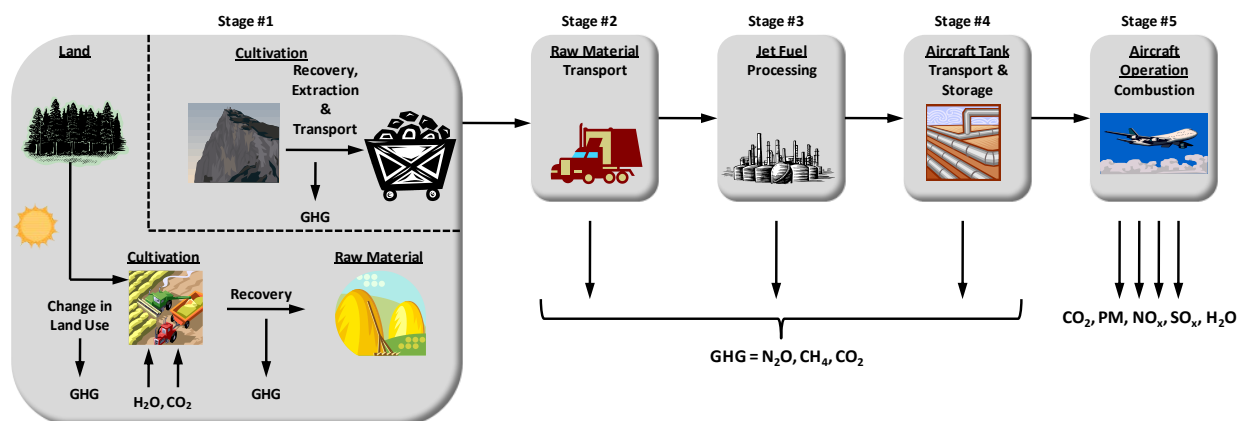 Stage #1
Stage #2
Stage #3
Stage #4
Stage #5
Land
Cultivation
Recovery,
Extraction
&
Transport
GHG
Cultivation
Raw Material
Change in
Land Use
Recovery
GHG
H₂O, CO₂
GHG
Raw Material
Transport
Jet Fuel
Processing
Aircraft Tank
Transport &
Storage
Aircraft
Operation
Combustion
GHG = N₂O, CH₄, CO₂
CO₂, PM, NOₓ, SOₓ, H₂O